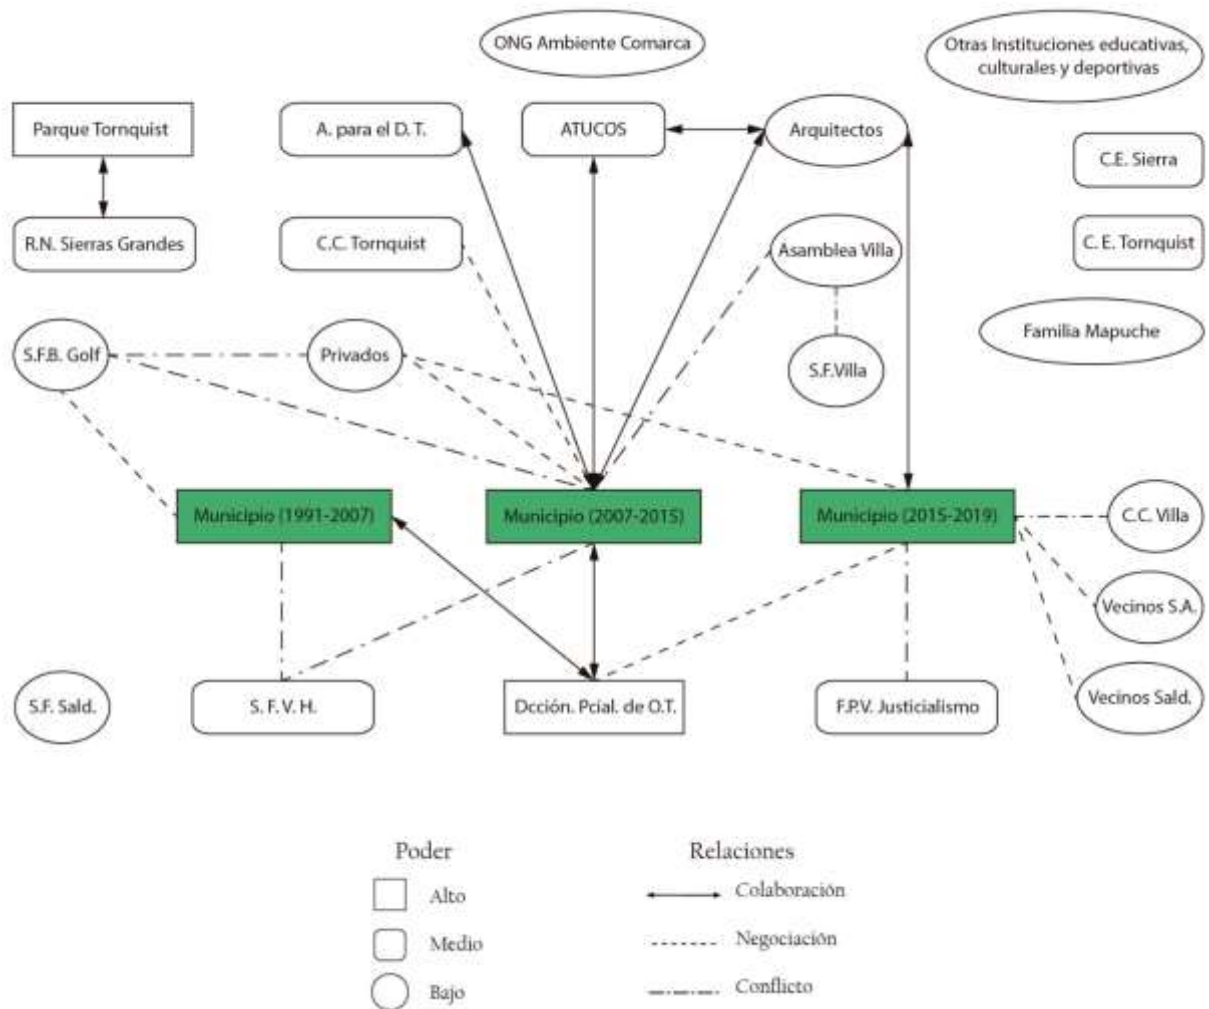 ONG Ambiente Comarca
Otras Instituciones educativas,
culturales y deportivas
Parque Tornquist
A. para el D. T.
ATUCOS
Arquitectos
C.E. Sierra
R.N. Sierras Grandes
C.C. Tornquist
Asamblea Villa
C. E. Tornquist
S.F.B. Golf
Privados
S.F.Villa
Familia Mapuche
Municipio (1991-2007)
Municipio (2007-2015)
Municipio (2015-2019)
C.C. Villa
Vecinos S.A.
S.F. Sald.
S. F. V. H.
Dcción. Pcial. de O.T.
F.P.V. Justicialismo
Vecinos Sald.
Poder
Relaciones
Alto
Colaboración
Medio
Negociación
Bajo
Conflicto